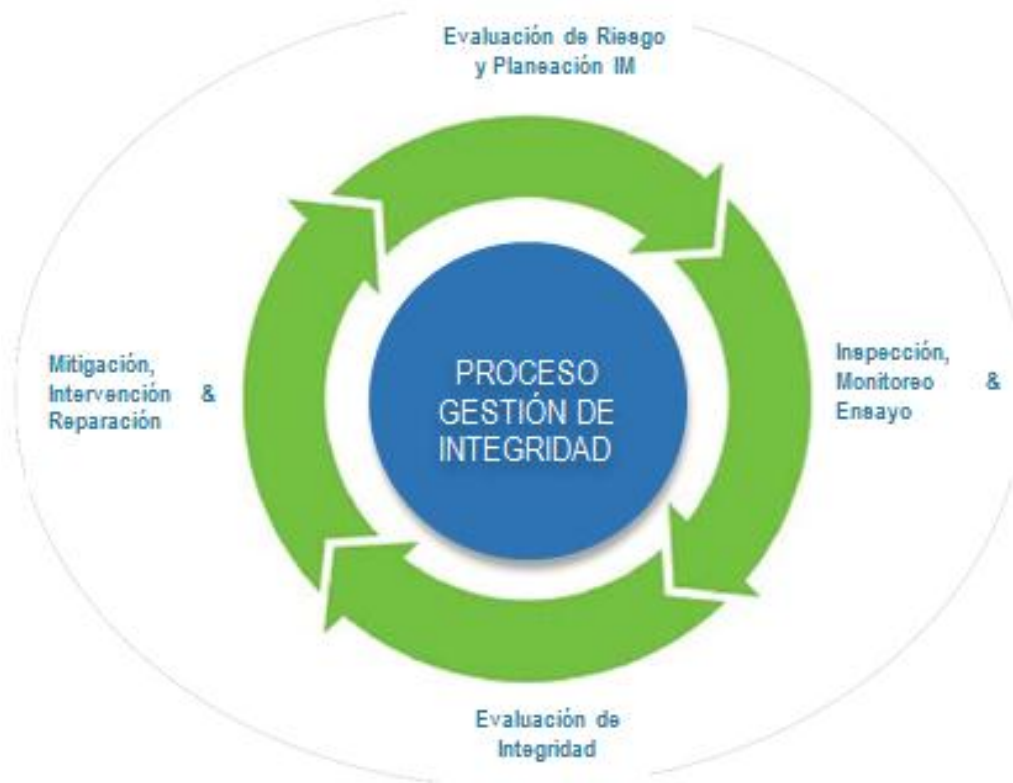 Evaluación de Riesgo
y Planeación IM
Mitigación,
Intervención &
Reparación
PROCESO
GESTIÓN DE
INTEGRIDAD
Inspección,
Monitoreo &
Ensayo
Evaluación de
Integridad